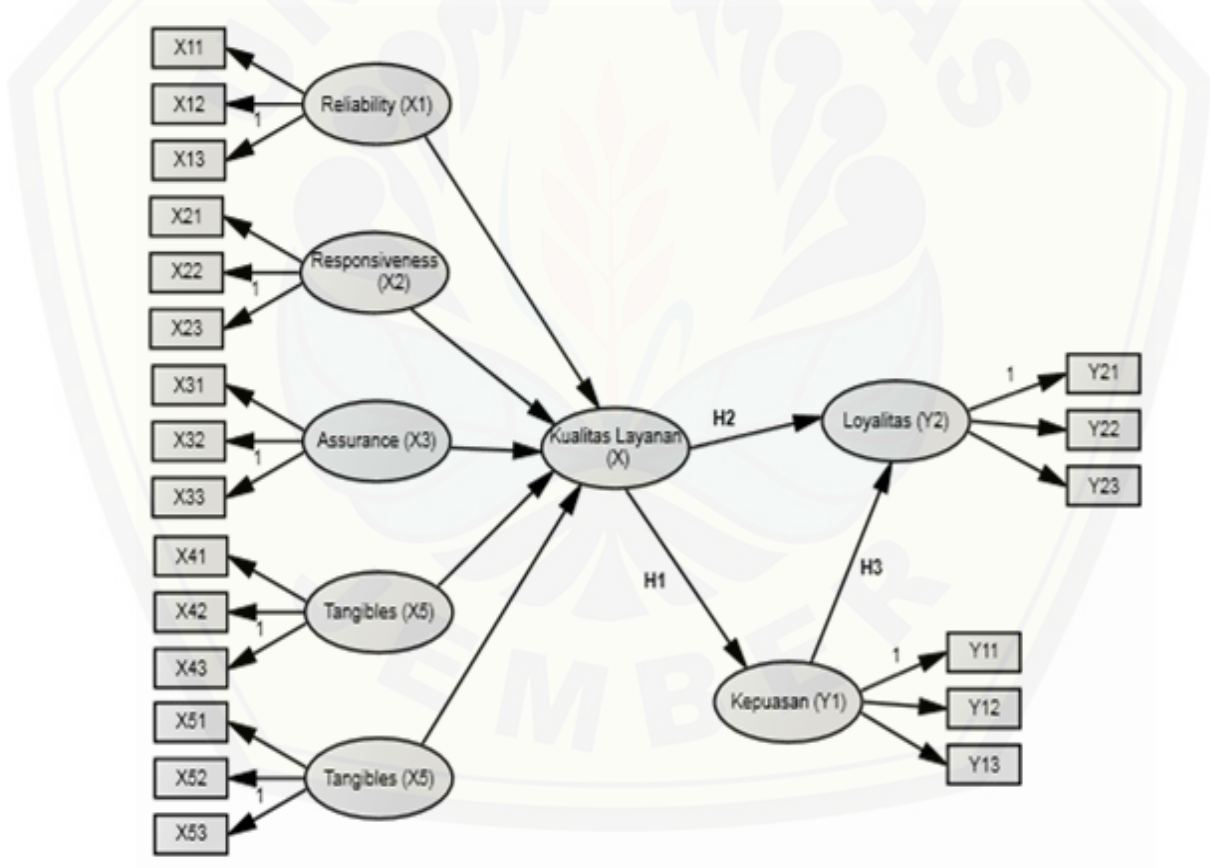 X11
X12
X13
1
Reliability (X1)
X21
X22
X23
1
Responsiveness
(X2)
X31
X32
X33
1
Assurance (X3)
X41
X42
X43
1
Tangibles (X5)
X51
X52
X53
1
Tangibles (X5)
Kualitas Layanan
(X)
H2
H1
H3
Loyalitas (Y2)
1
Y21
Y22
Y23
Kepuasan (Y1)
1
Y11
Y12
Y13
EMBER